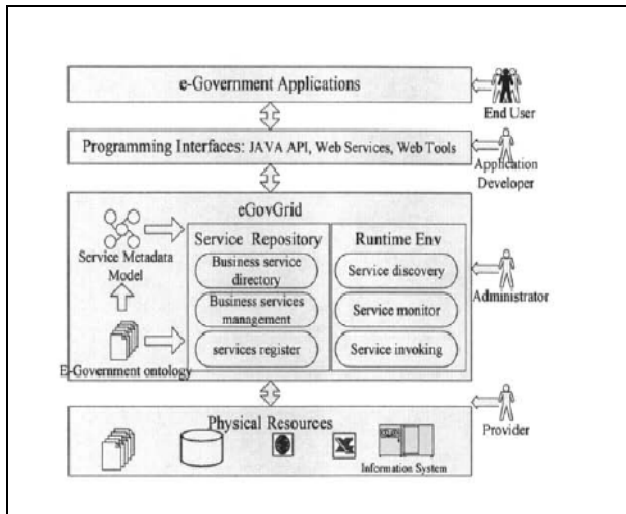 e-Government Applications
End User
Programming Interfaces: JAVA API, Web Services, Web Tools
Application
Developer
eGovGrid
Service Metadata
Model
E-Government ontology
Service Repository
Business service
directory
Business services
management
services register
Runtime Env
Service discovery
Service monitor
Service invoking
Administrator
Physical Resources
Information System
Provider